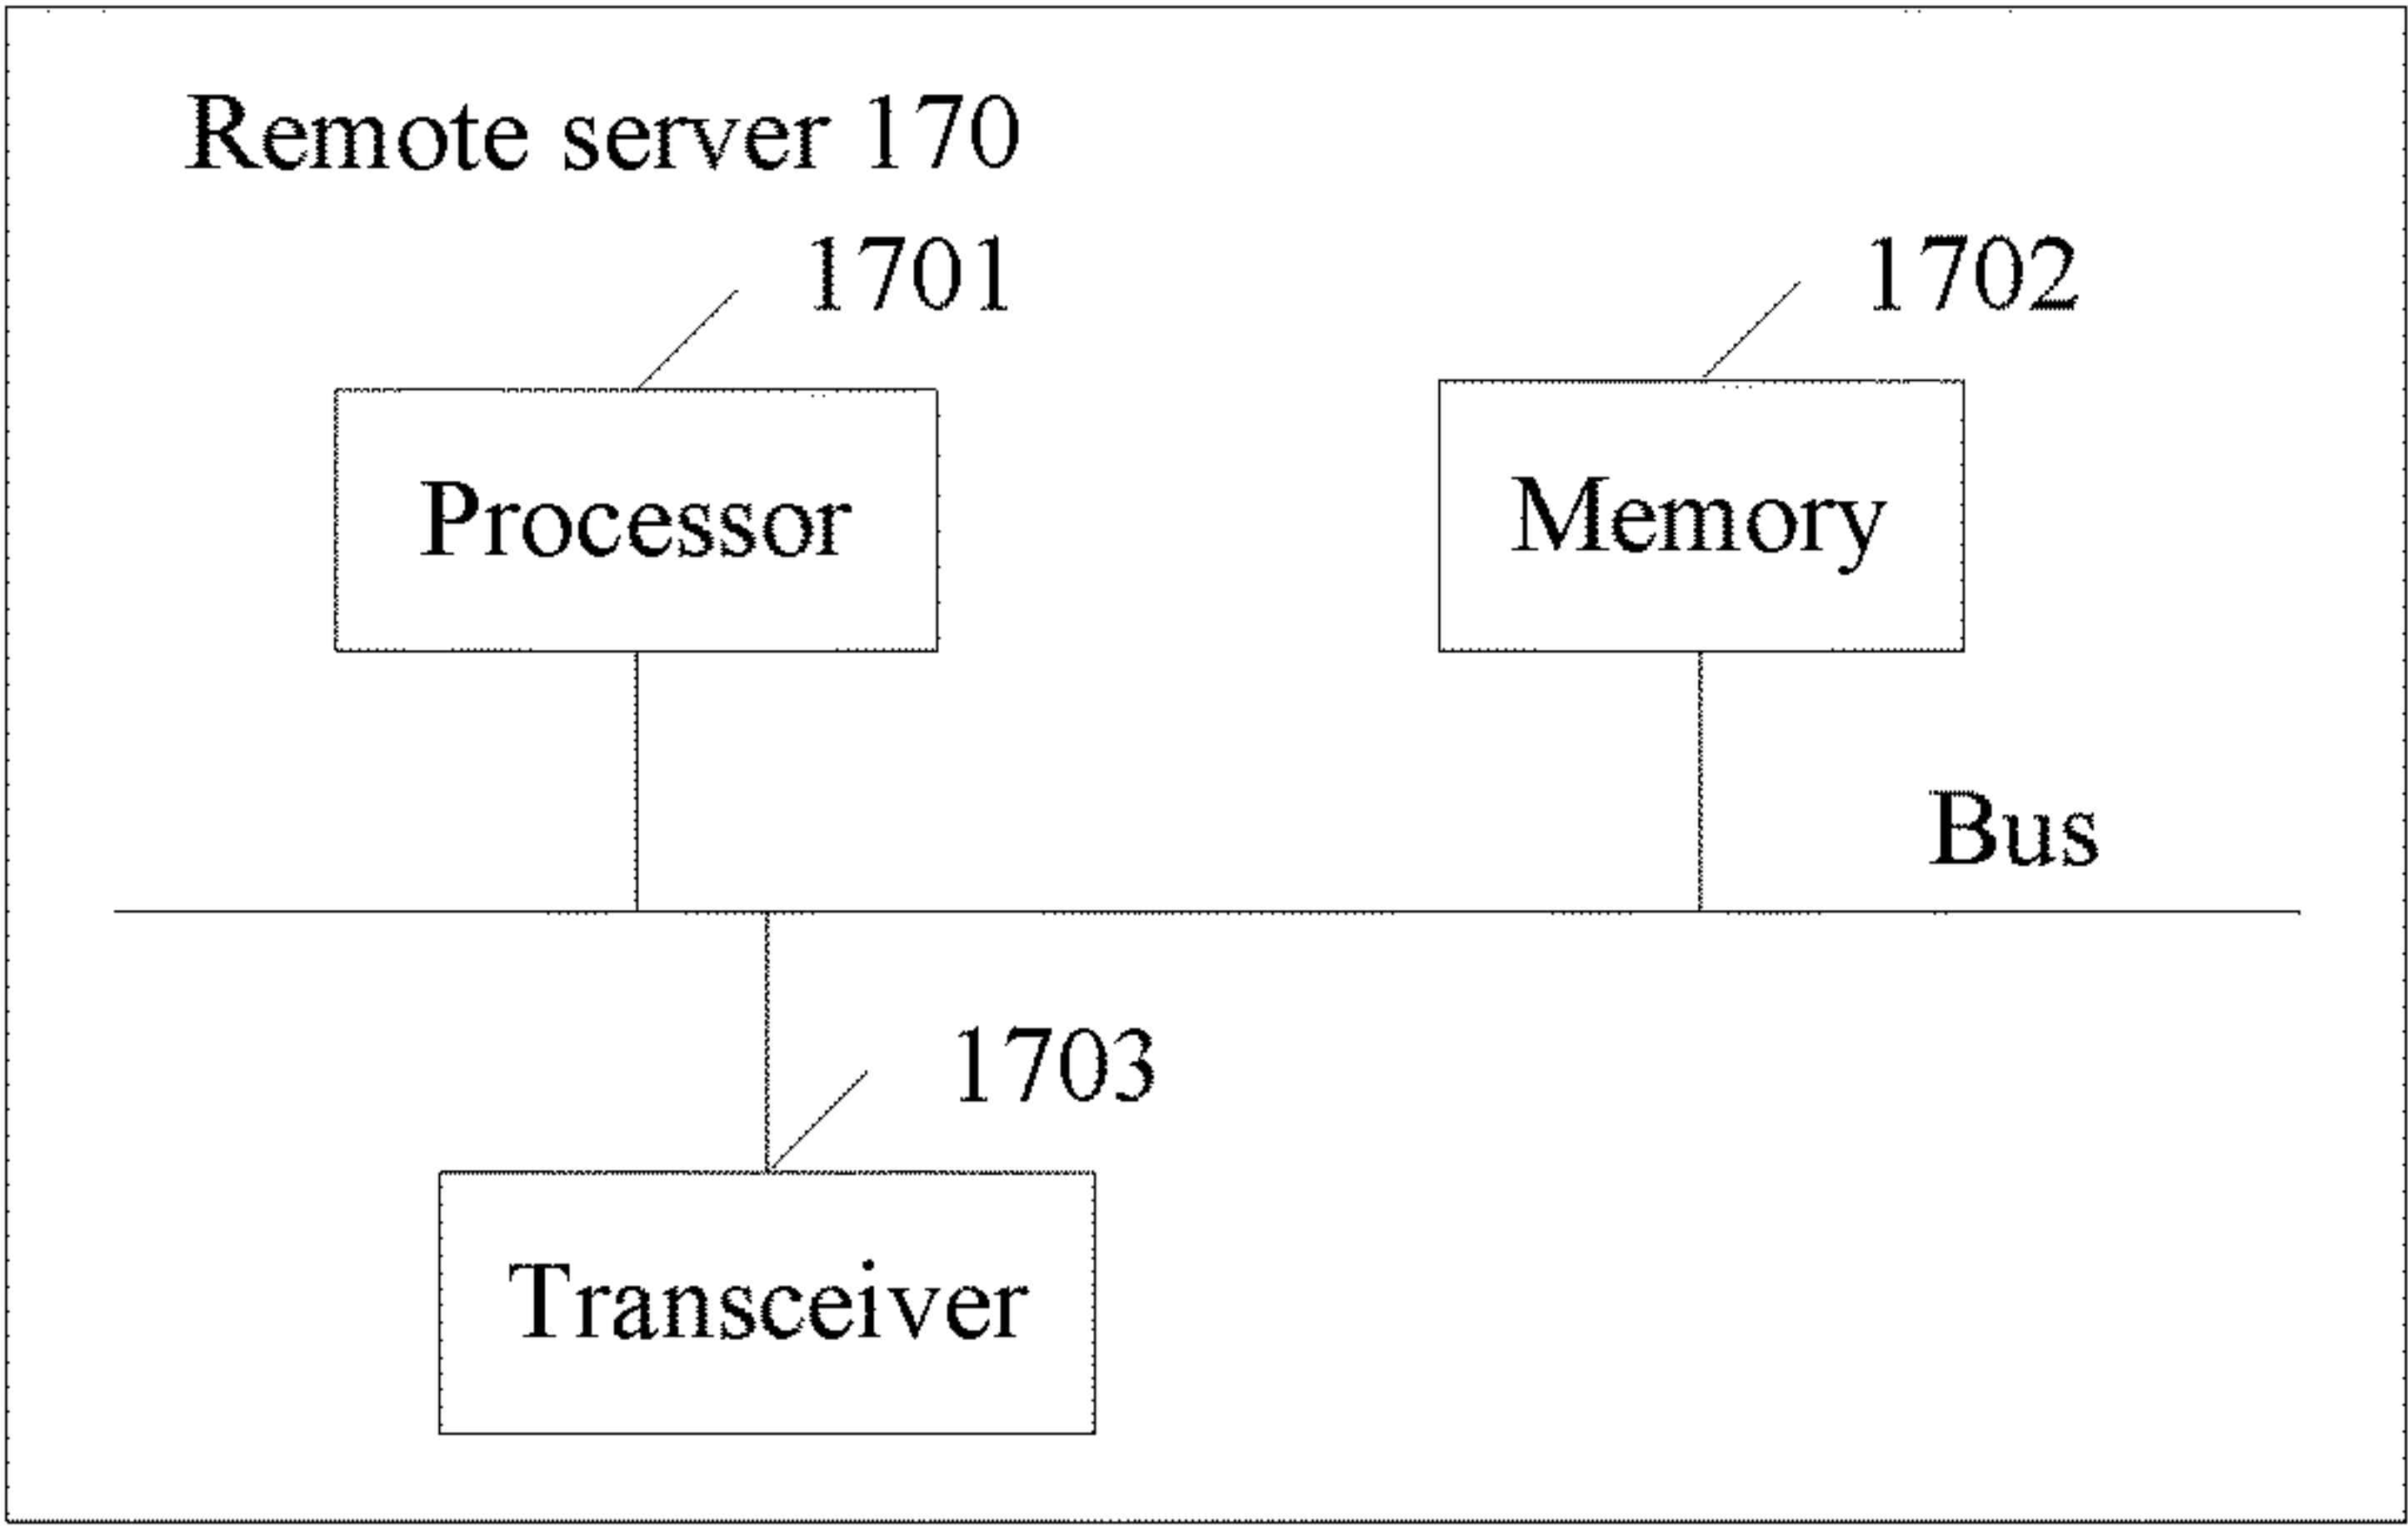 Remote server 170
1701
1702
Processor
Memory
Bus
1703
Transceiver